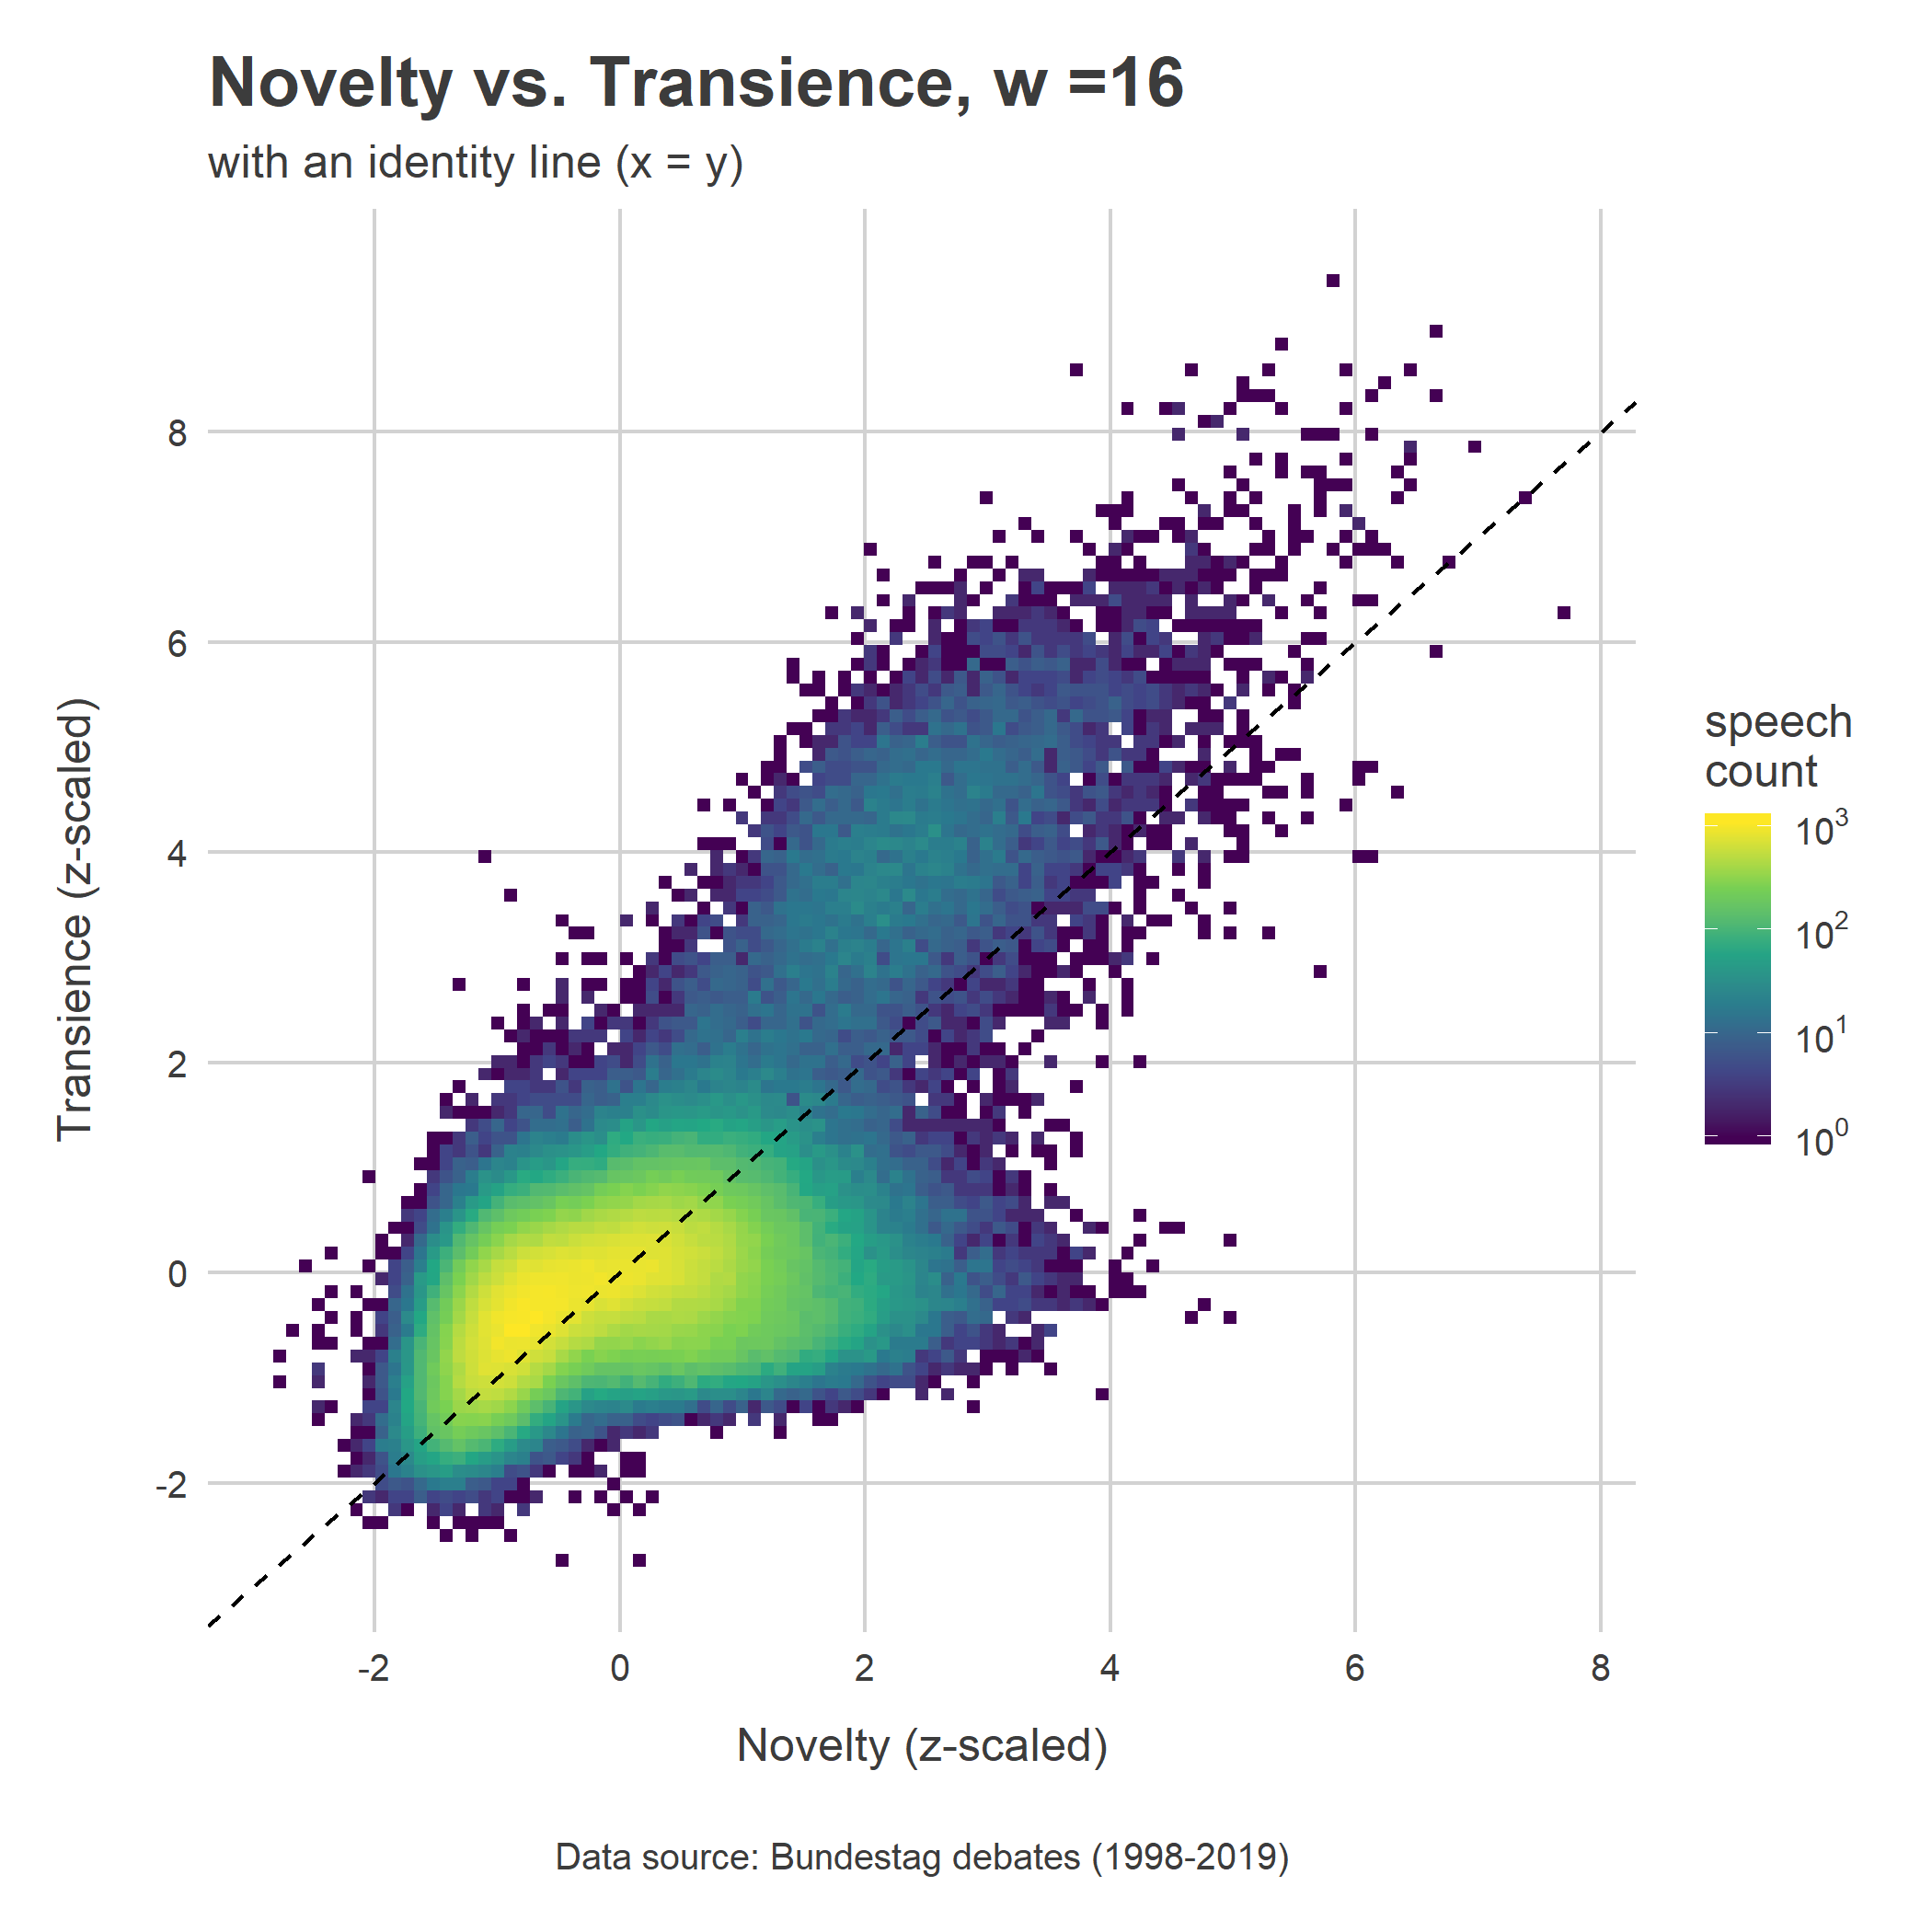 Novelty vs. Transience, w =16
with an identity line (x = y)
Transience (z-scaled)
8
6
4
2
0
-2
-2
0
2
4
6
8
Novelty (z-scaled)
speech
count
10³
10²
10¹
10⁰
Data source: Bundestag debates (1998-2019)